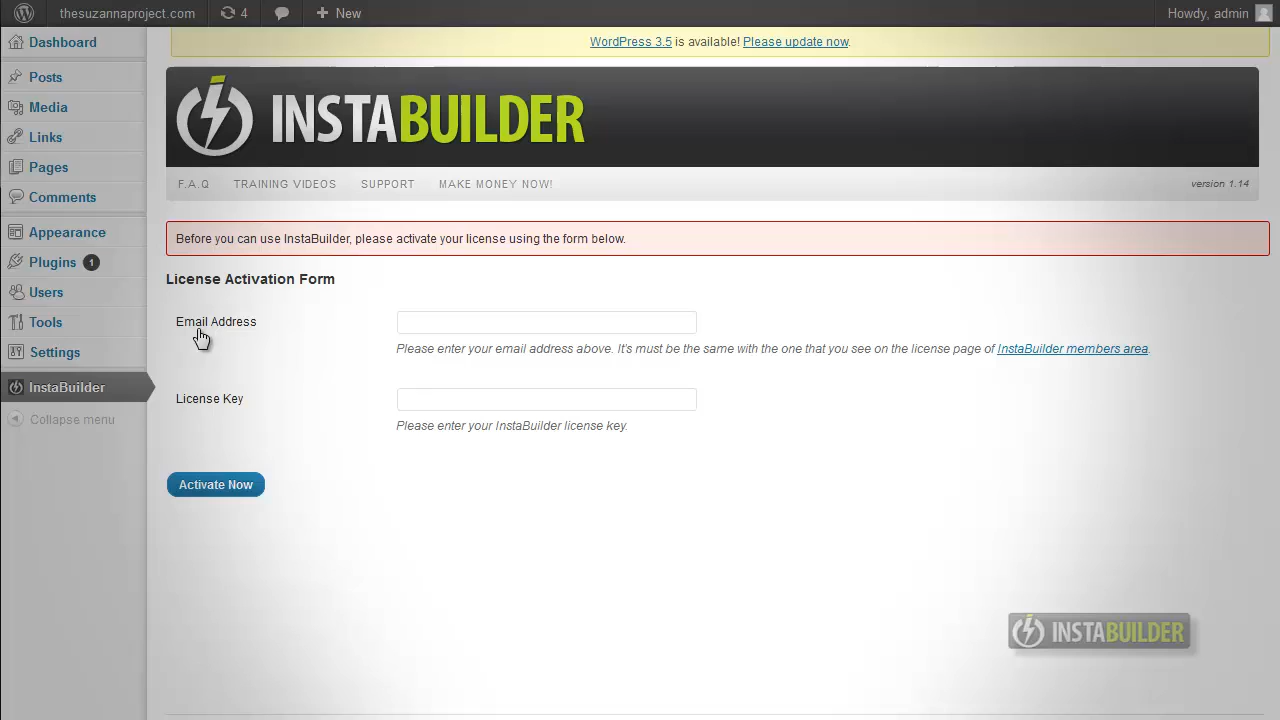 thesuzannaproject.com 4 New Howdy, admin
Dashboard
Posts
Media
Links
Pages
Comments
Appearance
Plugins 1
Users
Tools
Settings
InstaBuilder
Collapse menu
WordPress 3.5 is available! Please update now.
INSTABUILDER
F.A.Q TRAINING VIDEOS SUPPORT MAKE MONEY NOW! version 1.14
Before you can use InstaBuilder, please activate your license using the form below.
License Activation Form
Email Address
Please enter your email address above. It's must be the same with the one that you see on the license page of InstaBuilder members area.
License Key
Please enter your InstaBuilder license key.
Activate Now
INSTABUILDER